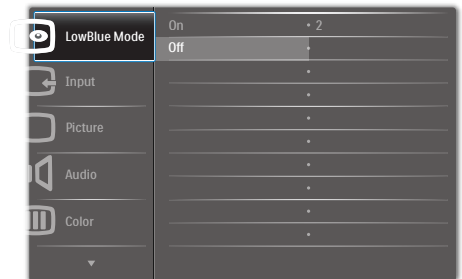 LowBlue Mode
On • 2
Off •
Input
Picture
Audio
Color